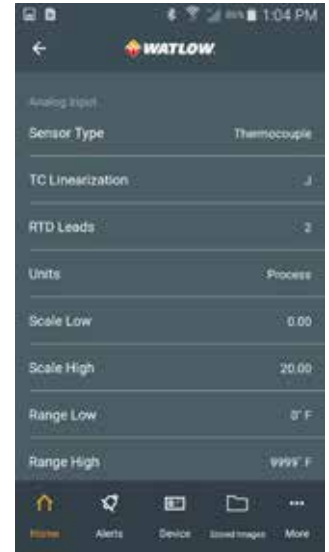 1:04 PM
WATLOW
Analog Input
Sensor Type Thermocouple
TC Linearization J
RTD Leads 2
Units Process
Scale Low 0.00
Scale High 20.00
Range Low 0° F
Range High 9999° F
Home Alerts Device Stored Images More